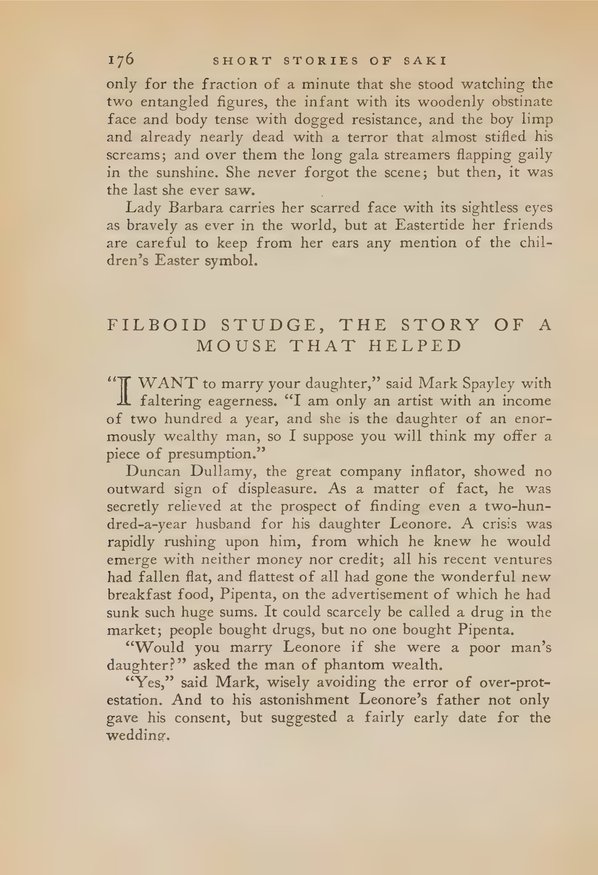 176 SHORT STORIES OF SAKI
only for the fraction of a minute that she stood watching the
two entangled figures, the infant with its woodenly obstinate
face and body tense with dogged resistance, and the boy limp
and already nearly dead with a terror that almost stifled his
screams; and over them the long gala streamers flapping gaily
in the sunshine. She never forgot the scene; but then, it was
the last she ever saw.
Lady Barbara carries her scarred face with its sightless eyes
as bravely as ever in the world, but at Eastertide her friends
are careful to keep from her ears any mention of the chil-
dren’s Easter symbol.
FILBOID STUDGE, THE STORY OF A
MOUSE THAT HELPED
“I WANT to marry your daughter,” said Mark Spayley with
faltering eagerness. “I am only an artist with an income
of two hundred a year, and she is the daughter of an enor-
mously wealthy man, so I suppose you will think my offer a
piece of presumption.”
Duncan Dullamy, the great company inflator, showed no
outward sign of displeasure. As a matter of fact, he was
secretly relieved at the prospect of finding even a two-hun-
dred-a-year husband for his daughter Leonore. A crisis was
rapidly rushing upon him, from which he knew he would
emerge with neither money nor credit; all his recent ventures
had fallen flat, and flattest of all had gone the wonderful new
breakfast food, Pipenta, on the advertisement of which he had
sunk such huge sums. It could scarcely be called a drug in the
market; people bought drugs, but no one bought Pipenta.
“Would you marry Leonore if she were a poor man’s
daughter?” asked the man of phantom wealth.
“Yes,” said Mark, wisely avoiding the error of over-prot-
estation. And to his astonishment Leonore’s father not only
gave his consent, but suggested a fairly early date for the
wedding.